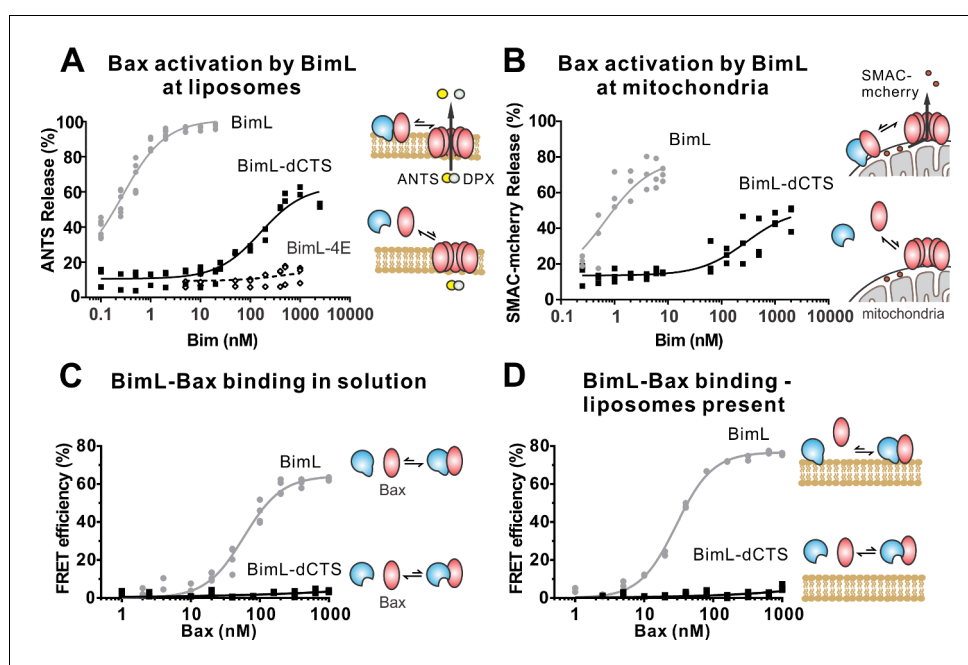 A
Bax activation by BimL
at liposomes
ANTS Release (%)
100
80
60
40
20
0
BimL
BimL-dCTS
BimL-4E
0.1
1
10
100
1000
10000
Bim (nM)
ANTS
DPX
B
Bax activation by BimL
at mitochondria
SMAC-mcherry Release (%)
100
80
60
40
20
0
BimL
BimL-dCTS
0.1
1
10
100
1000
10000
Bim (nM)
SMAC-
mcherry
mitochondria
C
BimL-Bax binding in solution
FRET efficiency (%)
80
60
40
20
0
BimL
BimL-dCTS
1
10
100
1000
Bax (nM)
Bax
Bax
D
BimL-Bax binding -
liposomes present
FRET efficiency (%)
80
60
40
20
0
BimL
BimL-dCTS
1
10
100
1000
Bax (nM)